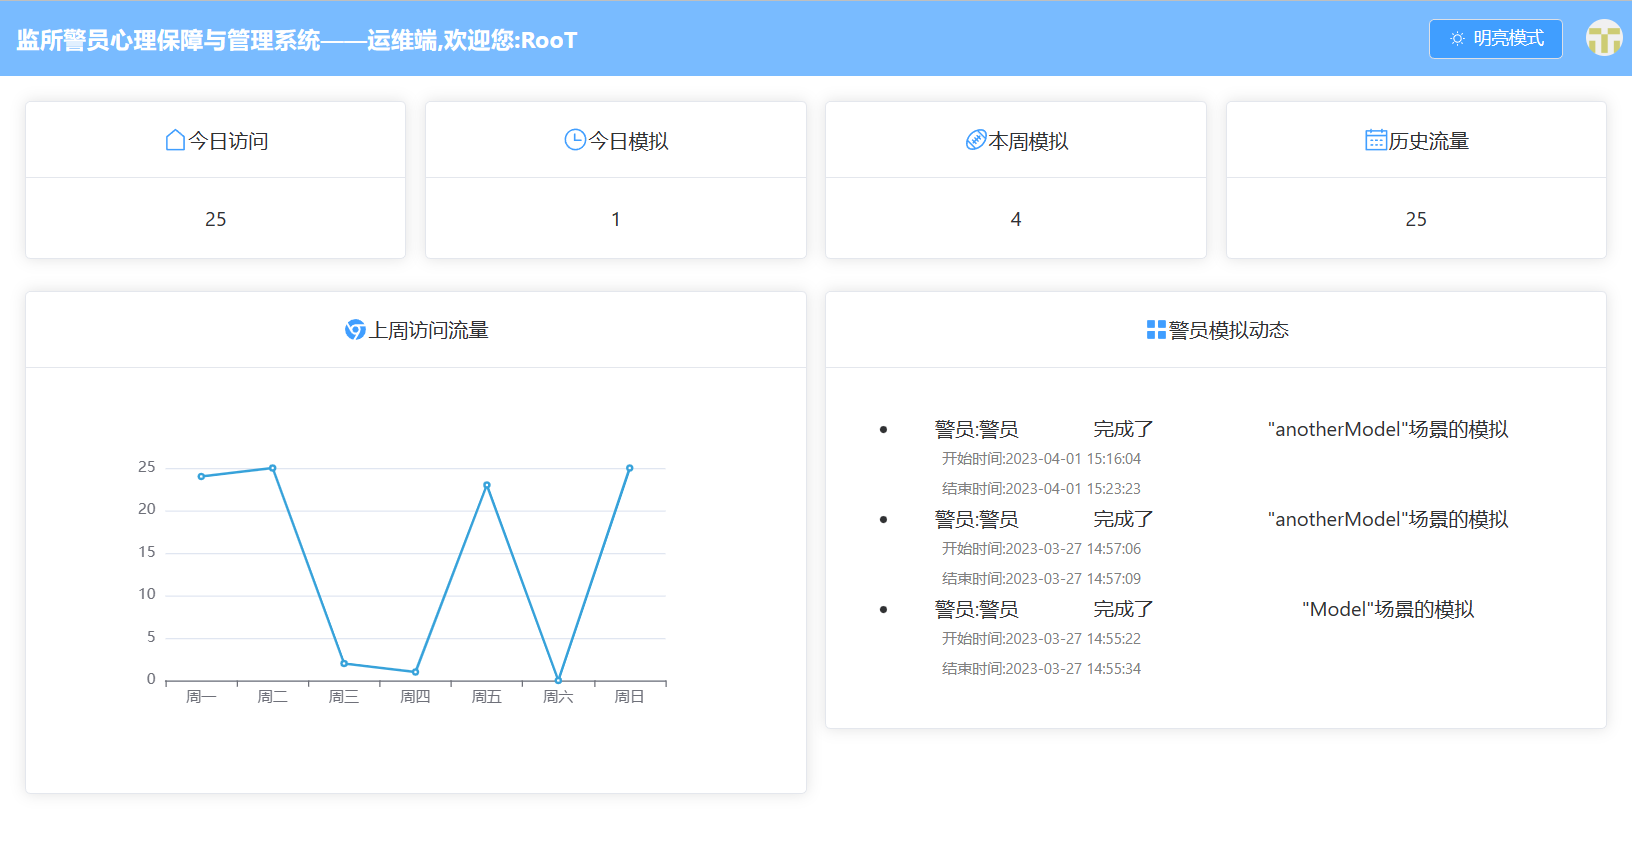 监所警员心理保障与管理系统——运维端,欢迎您:RooT
明亮模式
今日访问
25
今日模拟
1
本周模拟
4
历史流量
25
上周访问流量
25
20
15
10
5
0
周一 周二 周三 周四 周五 周六 周日
警员模拟动态
• 警员:警员 完成了 "anotherModel"场景的模拟
开始时间:2023-04-01 15:16:04
结束时间:2023-04-01 15:23:23
• 警员:警员 完成了 "anotherModel"场景的模拟
开始时间:2023-03-27 14:57:06
结束时间:2023-03-27 14:57:09
• 警员:警员 完成了 "Model"场景的模拟
开始时间:2023-03-27 14:55:22
结束时间:2023-03-27 14:55:34